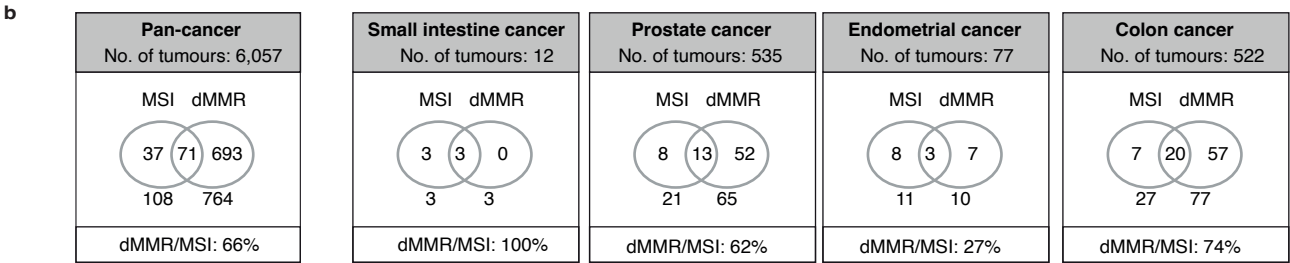 b
Pan-cancer
No. of tumours: 6,057
MSI dMMR
37 71 693
108 764
dMMR/MSI: 66%
Small intestine cancer
No. of tumours: 12
MSI dMMR
3 3 0
3 3
dMMR/MSI: 100%
Prostate cancer
No. of tumours: 535
MSI dMMR
8 13 52
21 65
dMMR/MSI: 62%
Endometrial cancer
No. of tumours: 77
MSI dMMR
8 3 7
11 10
dMMR/MSI: 27%
Colon cancer
No. of tumours: 522
MSI dMMR
7 20 57
27 77
dMMR/MSI: 74%